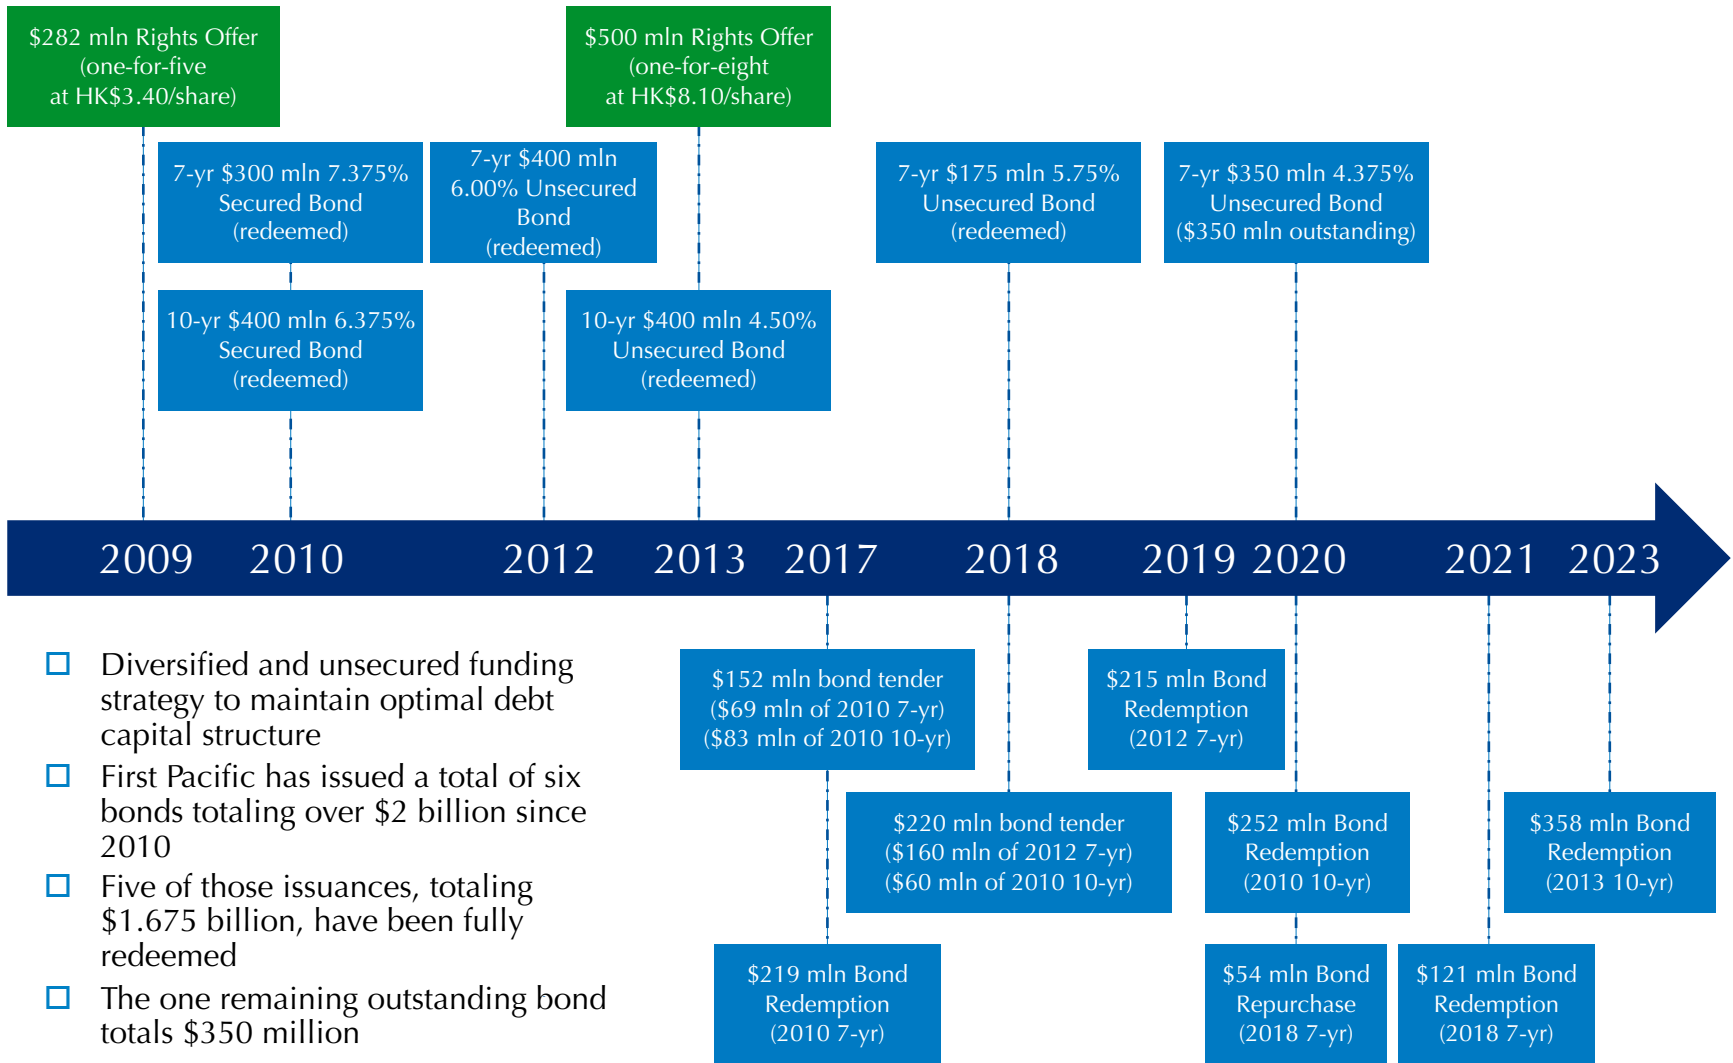 $282 mln Rights Offer
(one-for-five
at HK$3.40/share)
$500 mln Rights Offer
(one-for-eight
at HK$8.10/share)
7-yr $300 mln 7.375%
Secured Bond
(redeemed)
7-yr $400 mln
6.00% Unsecured
Bond
(redeemed)
7-yr $175 mln 5.75%
Unsecured Bond
(redeemed)
7-yr $350 mln 4.375%
Unsecured Bond
($350 mln outstanding)
10-yr $400 mln 6.375%
Secured Bond
(redeemed)
10-yr $400 mln 4.50%
Unsecured Bond
(redeemed)
2009 2010 2012 2013 2017 2018 2019 2020 2021 2023
Diversified and unsecured funding
strategy to maintain optimal debt
capital structure
First Pacific has issued a total of six
bonds totaling over $2 billion since
2010
Five of those issuances, totaling
$1.675 billion, have been fully
redeemed
The one remaining outstanding bond
totals $350 million
$152 mln bond tender
($69 mln of 2010 7-yr)
($83 mln of 2010 10-yr)
$215 mln Bond
Redemption
(2012 7-yr)
$220 mln bond tender
($160 mln of 2012 7-yr)
($60 mln of 2010 10-yr)
$252 mln Bond
Redemption
(2010 10-yr)
$358 mln Bond
Redemption
(2013 10-yr)
$219 mln Bond
Redemption
(2010 7-yr)
$54 mln Bond
Repurchase
(2018 7-yr)
$121 mln Bond
Redemption
(2018 7-yr)